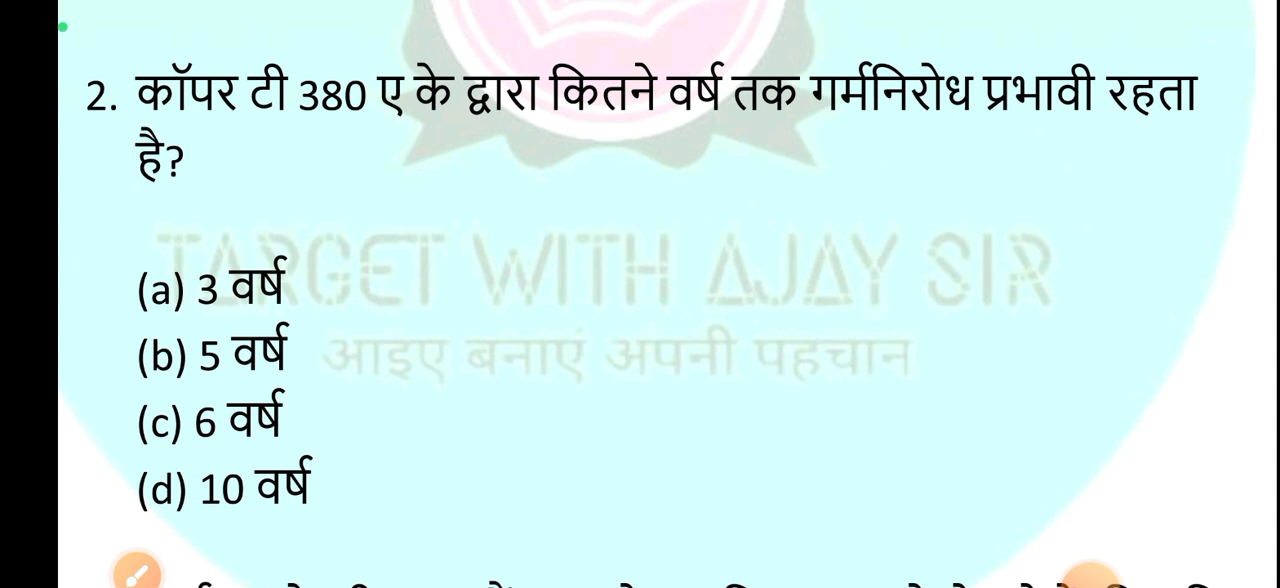 2. कॉपर टी 380 ए के द्वारा कितने वर्ष तक गर्मनिरोध प्रभावी रहता
है?
TARGET WITH AJAY SIR
(a) 3 वर्ष
(b) 5 वर्ष
आइए बनाएं अपनी पहचान
(c) 6 वर्ष
(d) 10 वर्ष